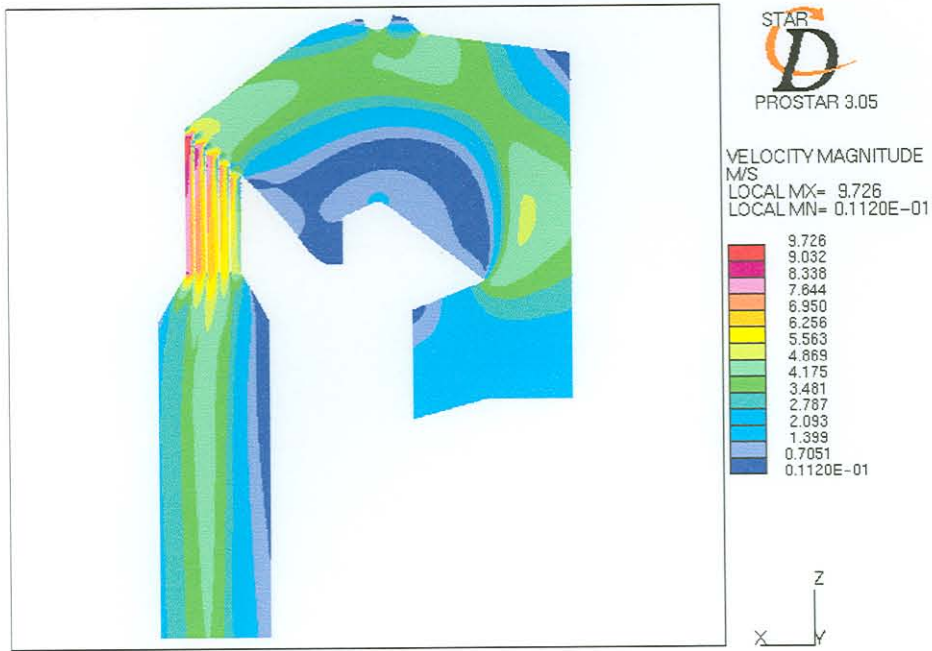 STAR
CD
PROSTAR 3.05
VELOCITY MAGNITUDE
M/S
LOCAL MX= 9.726
LOCAL MN= 0.1120E-01
9.726
9.032
8.338
7.644
6.950
6.256
5.563
4.869
4.175
3.481
2.787
2.093
1.399
0.7051
0.1120E-01
Z
X Y